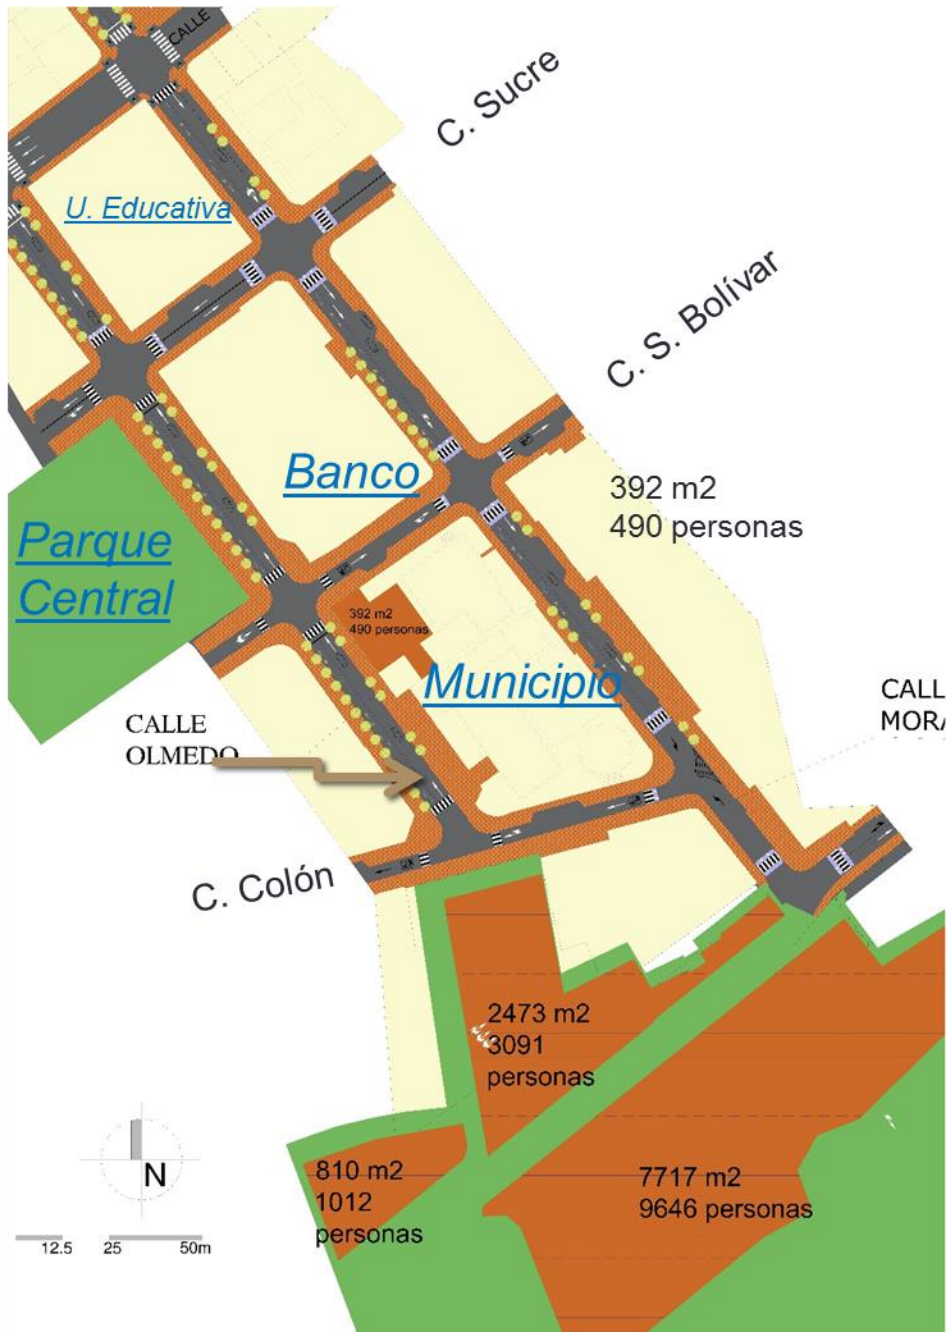 CALLE
C. Sucre
U. Educativa
C. S. Bolívar
Banco
392 m2
490 personas
Parque
Central
392 m2
490 personas
Municipio
CALL
MOR
CALLE
OLMEDO
C. Colón
2473 m2
3091
personas
810 m2
1012
personas
7717 m2
9646 personas
N
12.5 25 50m